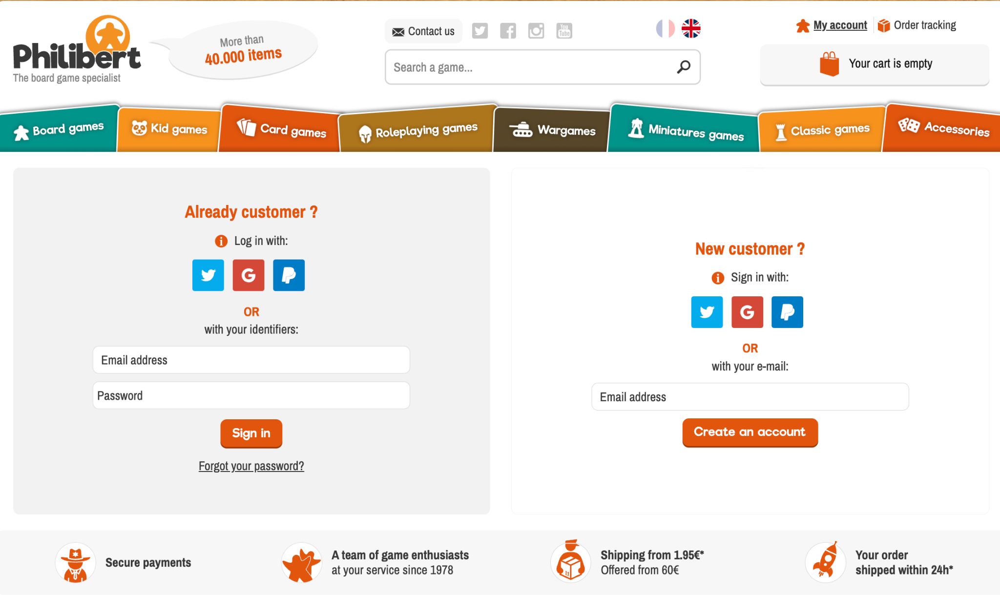 Philibert
The board game specialist
More than
40.000 items
Contact us
You
Tube
My account
Order tracking
Search a game...
Your cart is empty
Board games
Kid games
Card games
Roleplaying games
Wargames
Miniatures games
Classic games
Accessories
Already customer ?
Log in with:
G
OR
with your identifiers:
Email address
Password
Sign in
Forgot your password?
New customer ?
Sign in with:
G
OR
with your e-mail:
Email address
Create an account
Secure payments
A team of game enthusiasts
at your service since 1978
Shipping from 1.95€*
Offered from 60€
Your order
shipped within 24h*